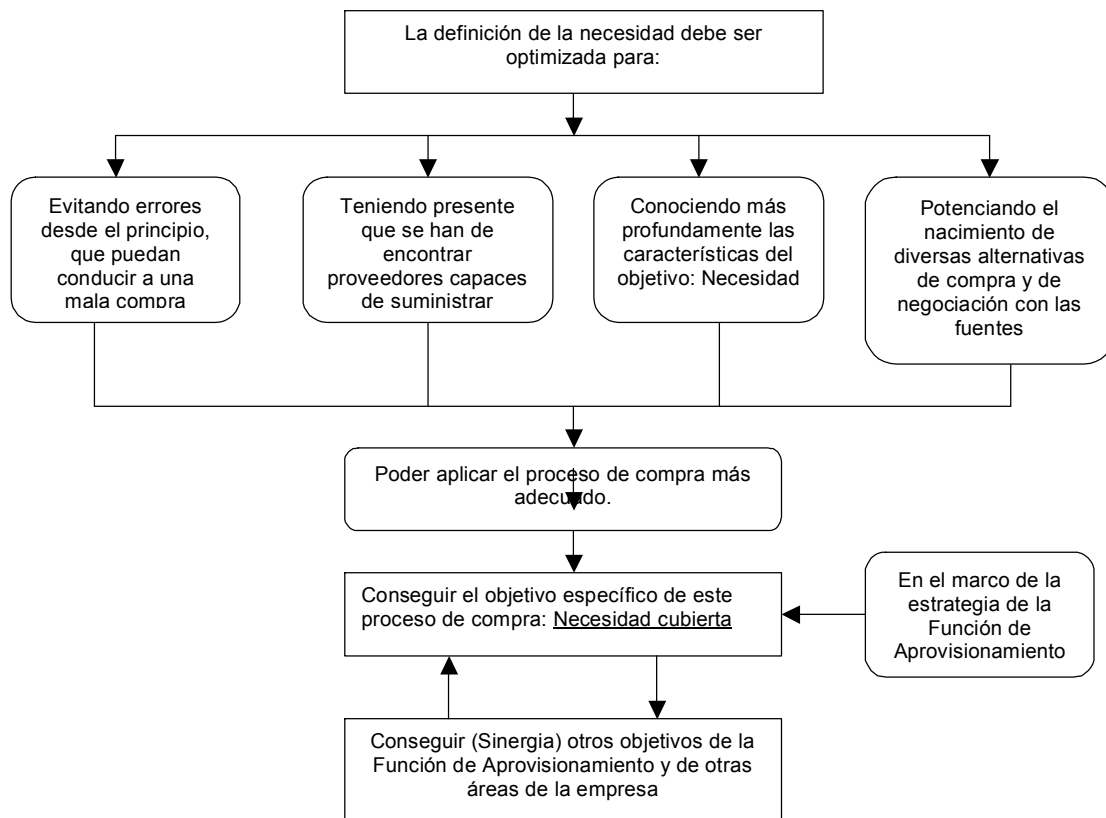 La definición de la necesidad debe ser
optimizada para:
Evitando errores
desde el principio,
que puedan
conducir a una
mala compra
Teniendo presente
que se han de
encontrar
proveedores capaces
de suministrar
Conociendo más
profundamente las
características del
objetivo: Necesidad
Potenciando el
nacimiento de
diversas alternativas
de compra y de
negociación con las
fuentes
Poder aplicar el proceso de compra más
adecuado.
Conseguir el objetivo específico de este
proceso de compra: Necesidad cubierta
En el marco de la
estrategia de la
Función de
Aprovisionamiento
Conseguir (Sinergia) otros objetivos de la
Función de Aprovisionamiento y de otras
áreas de la empresa